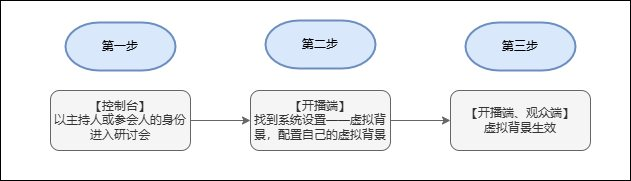 第一步
第二步
第三步
【控制台】
以主持人或参会人的身份
进入研讨会
【开播端】
找到系统设置——虚拟背
景，配置自己的虚拟背景
【开播端、观众端】
虚拟背景生效